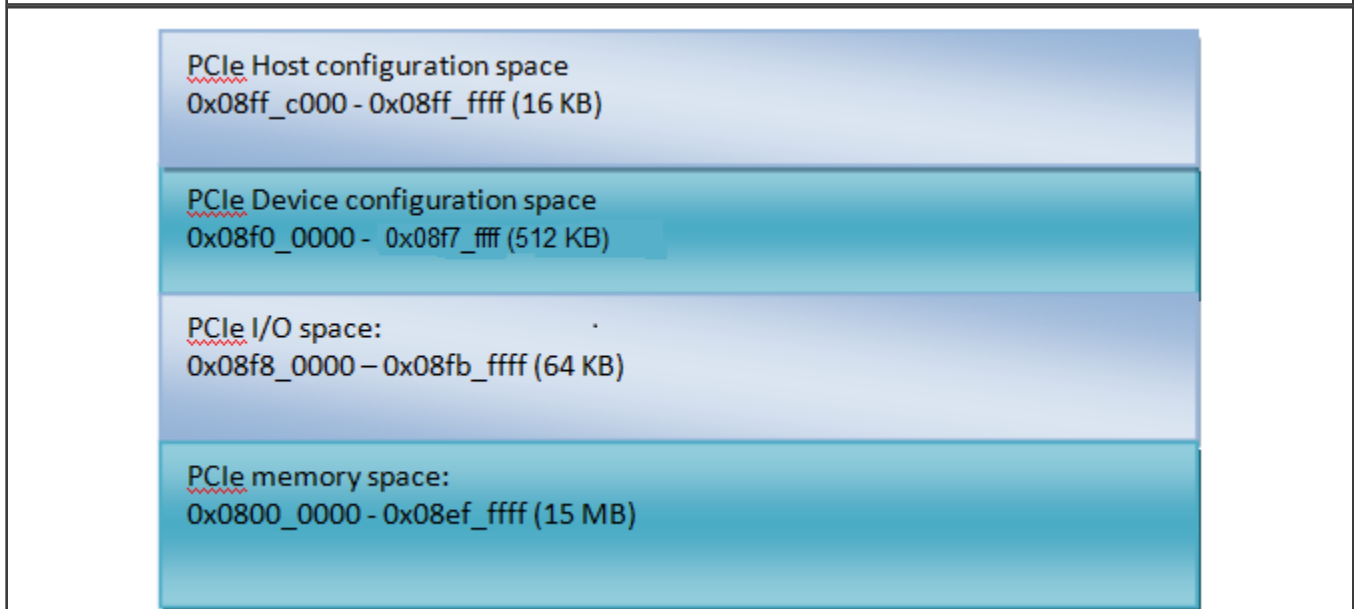 PCIe Host configuration space
0x08ff_c000 - 0x08ff_ffff (16 KB)
PCIe Device configuration space
0x08f0_0000 - 0x08f7_ffff (512 KB)
PCIe I/O space:
0x08f8_0000 – 0x08fb_ffff (64 KB)
PCIe memory space:
0x0800_0000 - 0x08ef_ffff (15 MB)